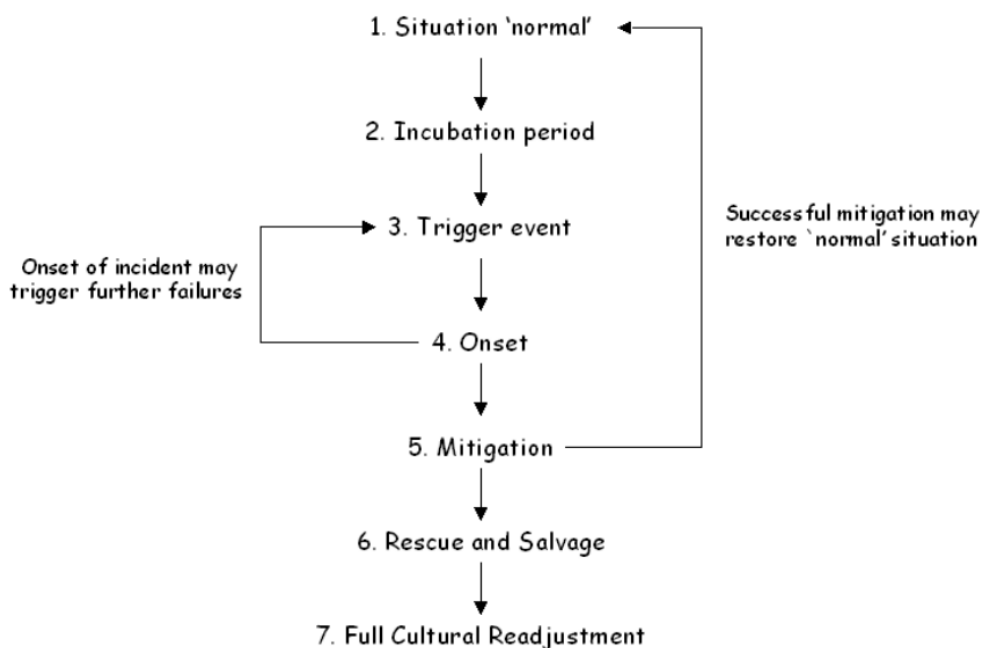 1. Situation ‘normal’
2. Incubation period
3. Trigger event
Successful mitigation may
restore `normal’ situation
Onset of incident may
trigger further failures
4. Onset
5. Mitigation
6. Rescue and Salvage
7. Full Cultural Readjustment